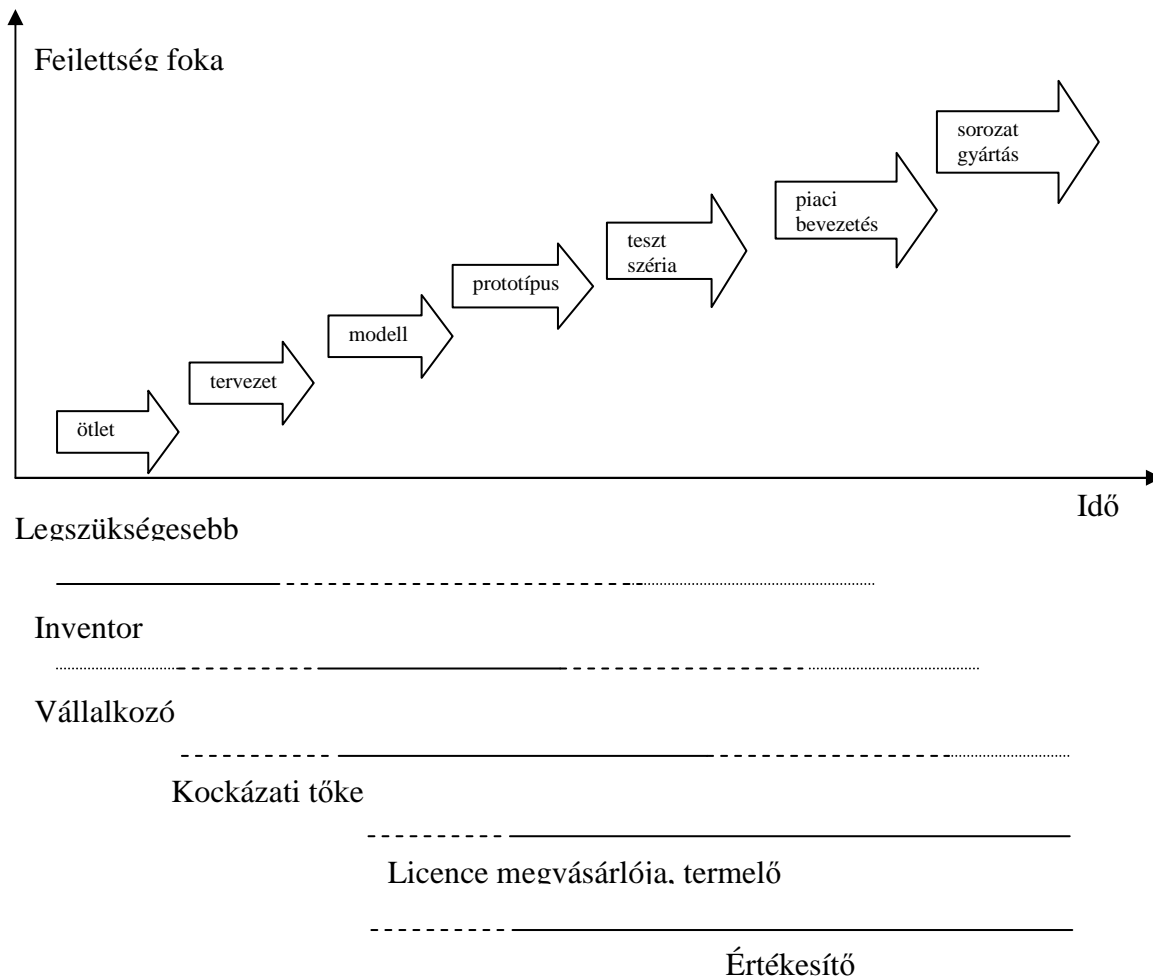 Fejlettség foka
sorozat
gyártás
piaci
bevezetés
teszt
széria
prototípus
modell
tervezet
ötlet
Idő
Legszükségesebb
Inventor
Vállalkozó
Kockázati tőke
Licence megvásárlója, termelő
Értékesítő